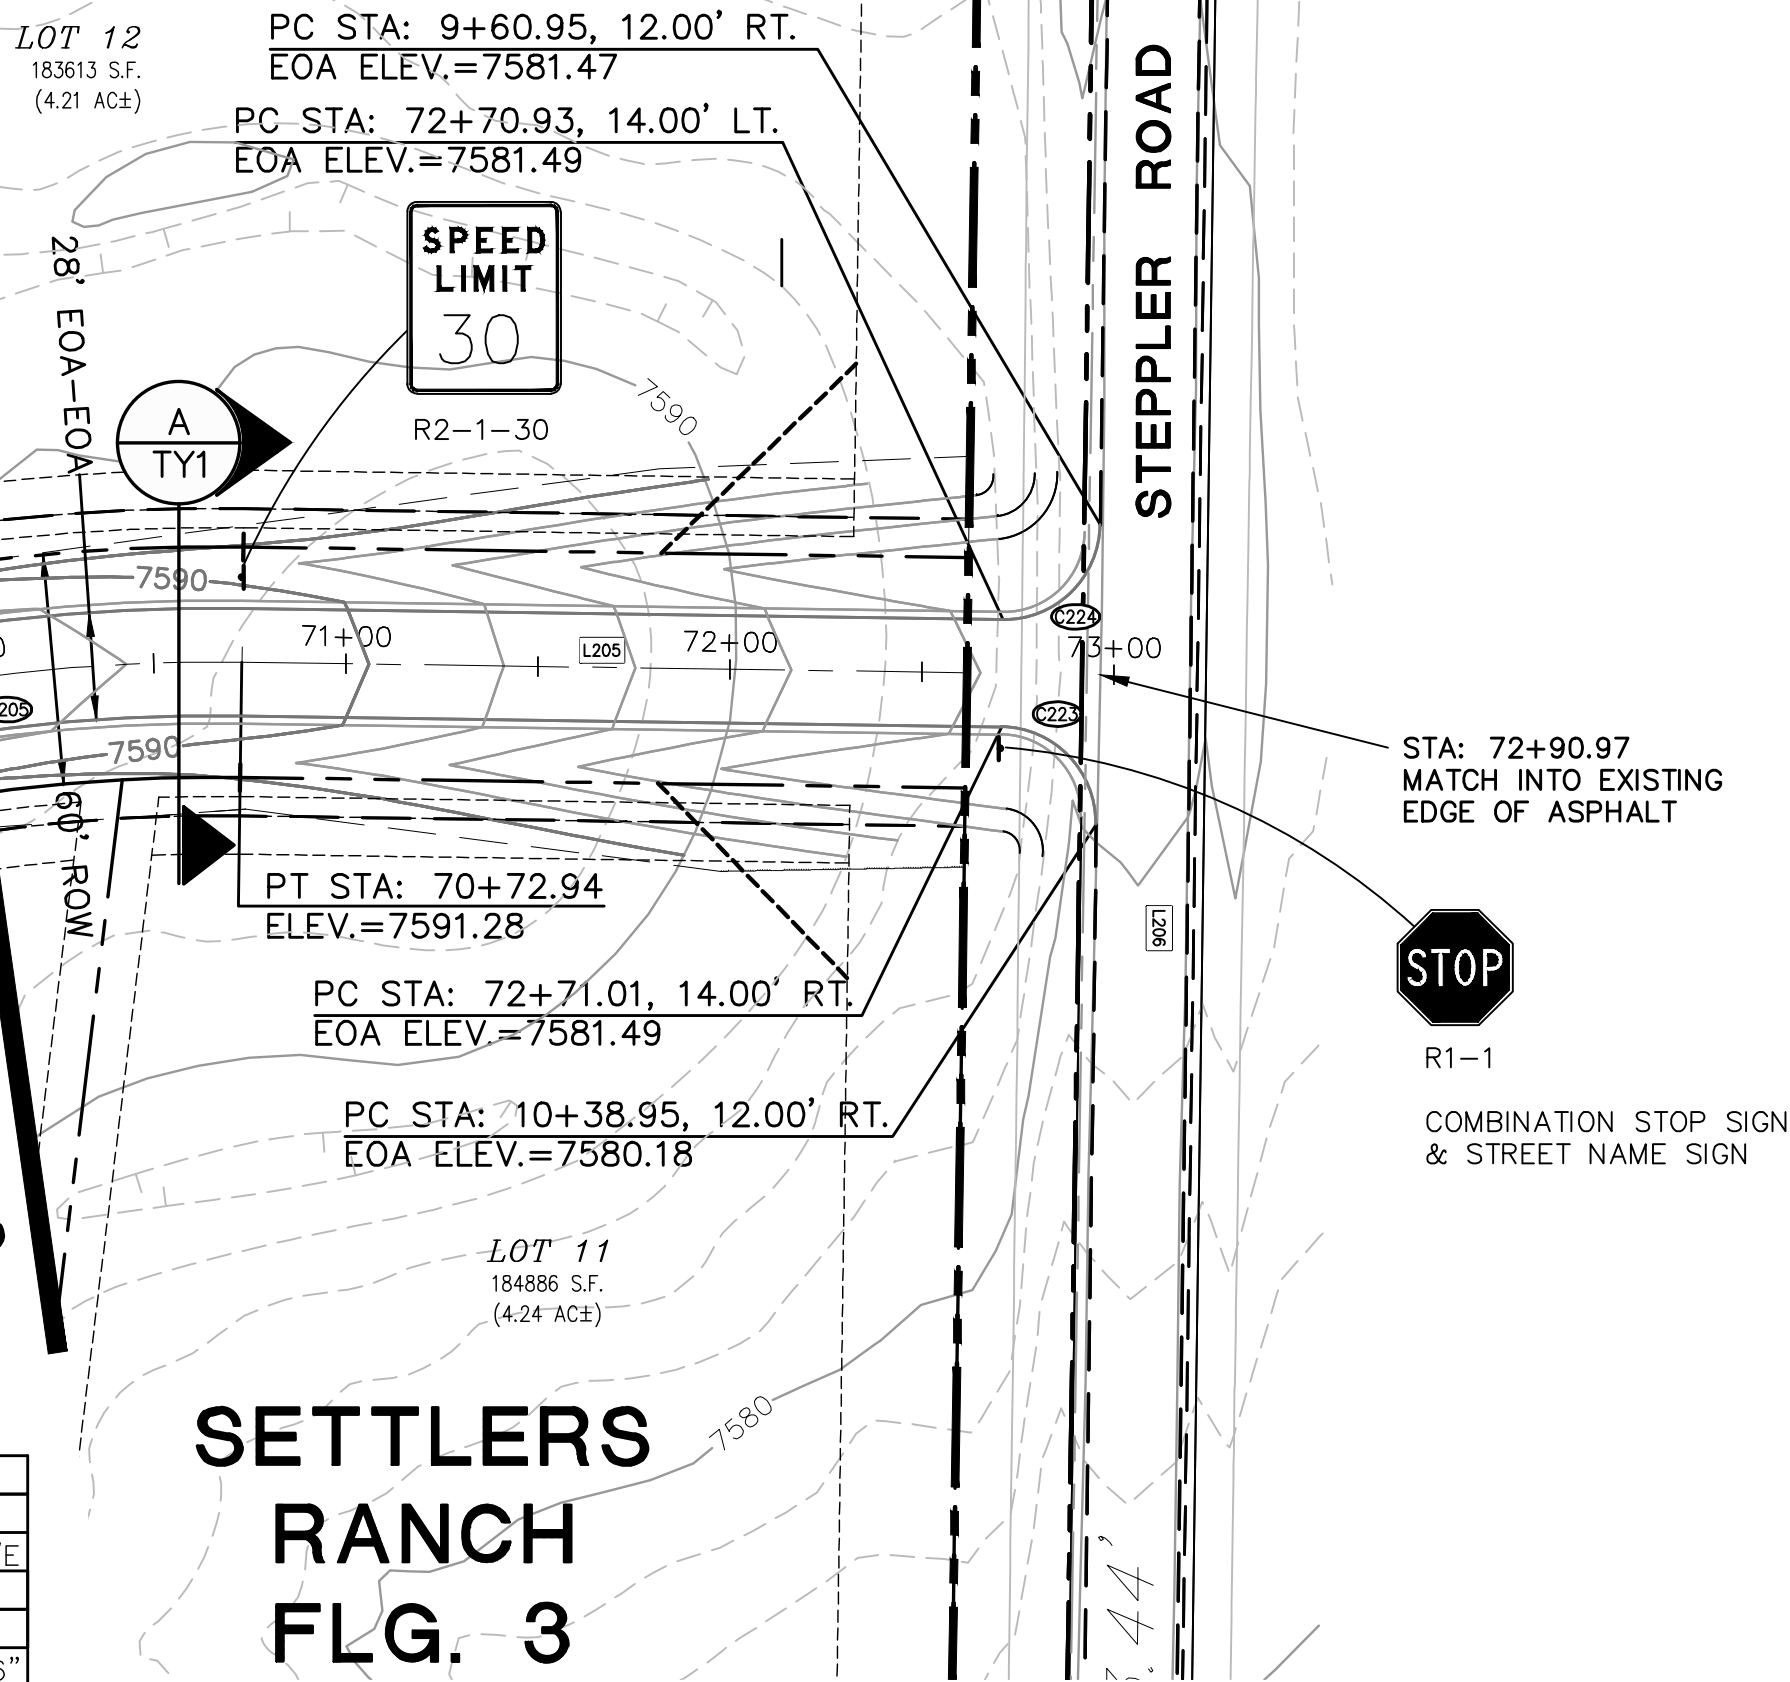 LOT 12
183613 S.F.
(4.21 AC±)
PC STA: 9+60.95, 12.00' RT.
EOA ELEV.=7581.47
PC STA: 72+70.93, 14.00' LT.
EOA ELEV.=7581.49
STEPPLER ROAD
SPEED
LIMIT
30
R2-1-30
28' EOA-EOA
A
TY1
7590
7590
71+00
L205
72+00
C224
73+00
205
C223
7590
STA: 72+90.97
MATCH INTO EXISTING
EDGE OF ASPHALT
60' ROW
PT STA: 70+72.94
ELEV.=7591.28
L206
STOP
R1-1
COMBINATION STOP SIGN
& STREET NAME SIGN
PC STA: 72+71.01, 14.00' RT.
EOA ELEV.=7581.49
PC STA: 10+38.95, 12.00' RT.
EOA ELEV.=7580.18
LOT 11
184886 S.F.
(4.24 AC±)
7580
SETTLERS
RANCH
FLG. 3
.44'